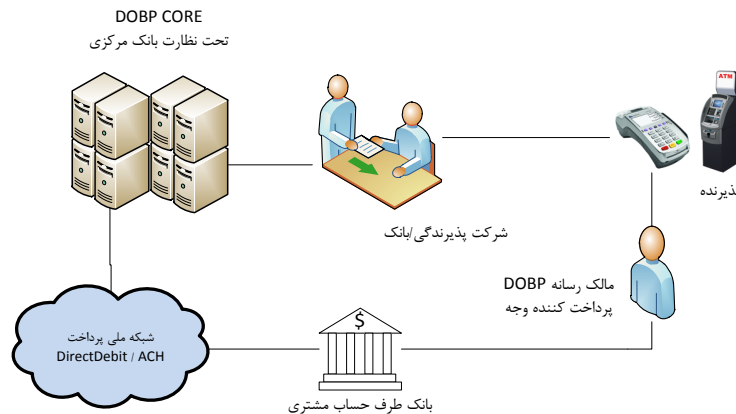 DOBP CORE
تحت نظارت بانک مرکزی
ATM
پذیرنده
شرکت پذیرندگی/بانک
مالک رسانه DOBP
پرداخت کننده وجه
شبکه ملی پرداخت
DirectDebit / ACH
$
بانک طرف حساب مشتری